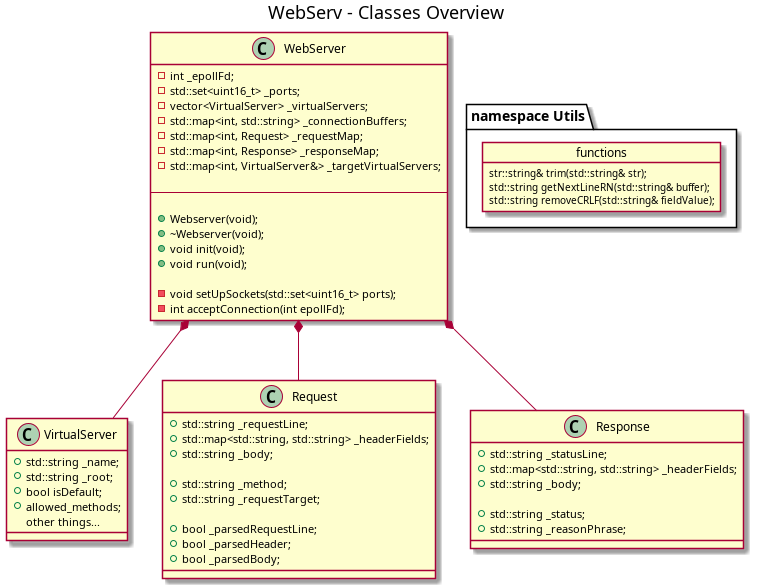 WebServ - Classes Overview
C WebServer
int _epollFd;
std::set<uint16_t> _ports;
vector<VirtualServer> _virtualServers;
std::map<int, std::string> _connectionBuffers;
std::map<int, Request> _requestMap;
std::map<int, Response> _responseMap;
std::map<int, VirtualServer&> _targetVirtualServers;
Webserver(void);
~Webserver(void);
void init(void);
void run(void);
void setUpSockets(std::set<uint16_t> ports);
int acceptConnection(int epollFd);
namespace Utils
functions
str::string& trim(std::string& str);
std::string getNextLineRN(std::string& buffer);
std::string removeCRLF(std::string& fieldValue);
C VirtualServer
std::string _name;
std::string _root;
bool isDefault;
allowed_methods;
other things...
C Request
std::string _requestLine;
std::map<std::string, std::string> _headerFields;
std::string _body;
std::string _method;
std::string _requestTarget;
bool _parsedRequestLine;
bool _parsedHeader;
bool _parsedBody;
C Response
std::string _statusLine;
std::map<std::string, std::string> _headerFields;
std::string _body;
std::string _status;
std::string _reasonPhrase;